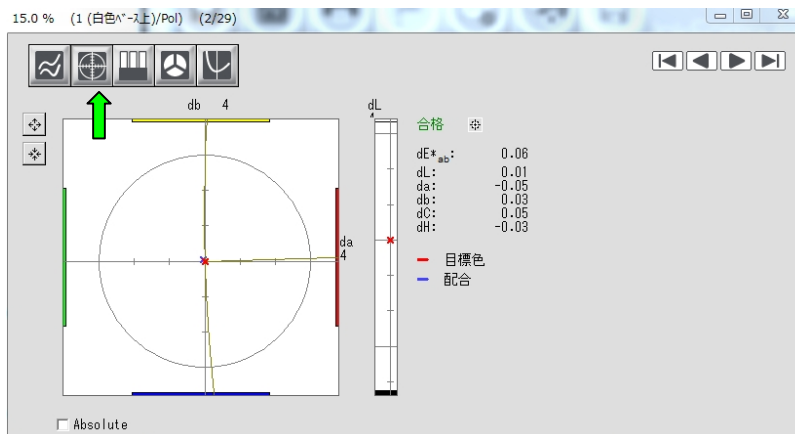 15.0 % (1 (白色ﾍﾞｰｽ上)/Pol) (2/29)
db 4
dL
4
合格
dE*ab: 0.06
dL: 0.01
da: -0.05
db: 0.03
dC: 0.05
dH: -0.03
da
4
目標色
配合
Absolute